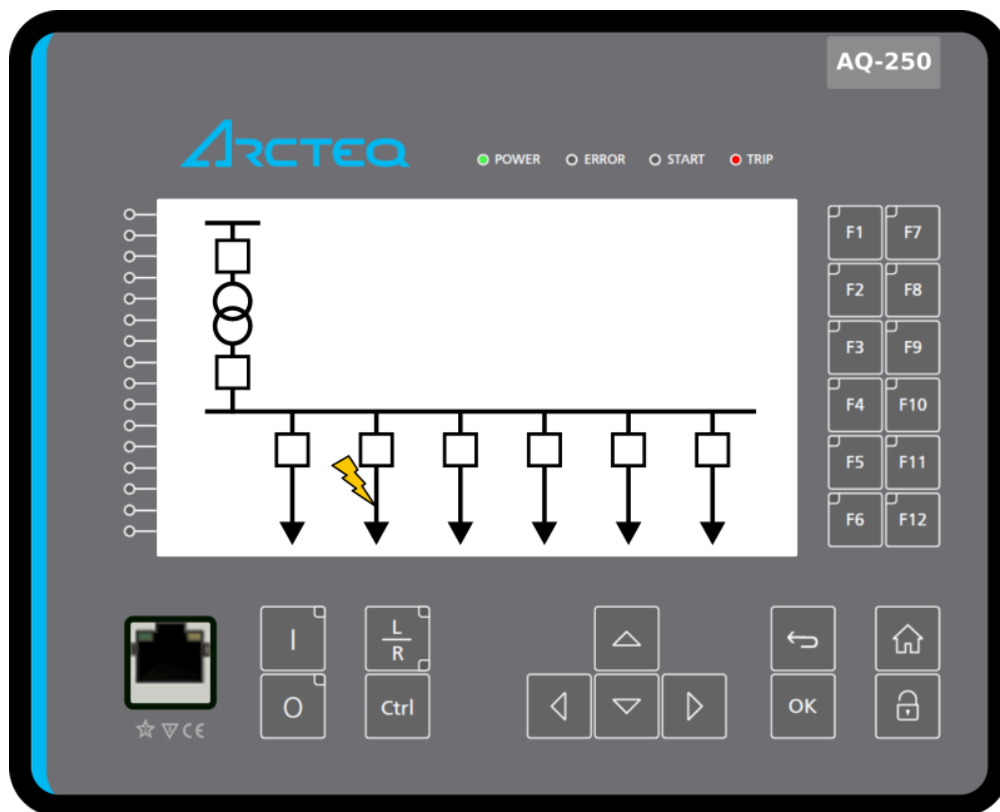 AQ-250
ARCTEQ
POWER ERROR START TRIP
F1 F7
F2 F8
F3 F9
F4 F10
F5 F11
F6 F12
I
L
R
O
Ctrl
OK
CE